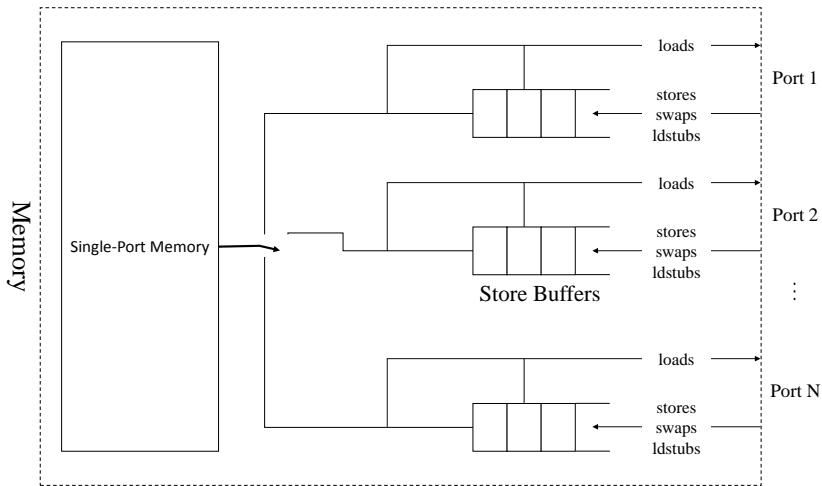 Memory
Single-Port Memory
loads
Port 1
stores
swaps
ldstubs
loads
Port 2
stores
swaps
ldstubs
Store Buffers
⋮
loads
Port N
stores
swaps
ldstubs